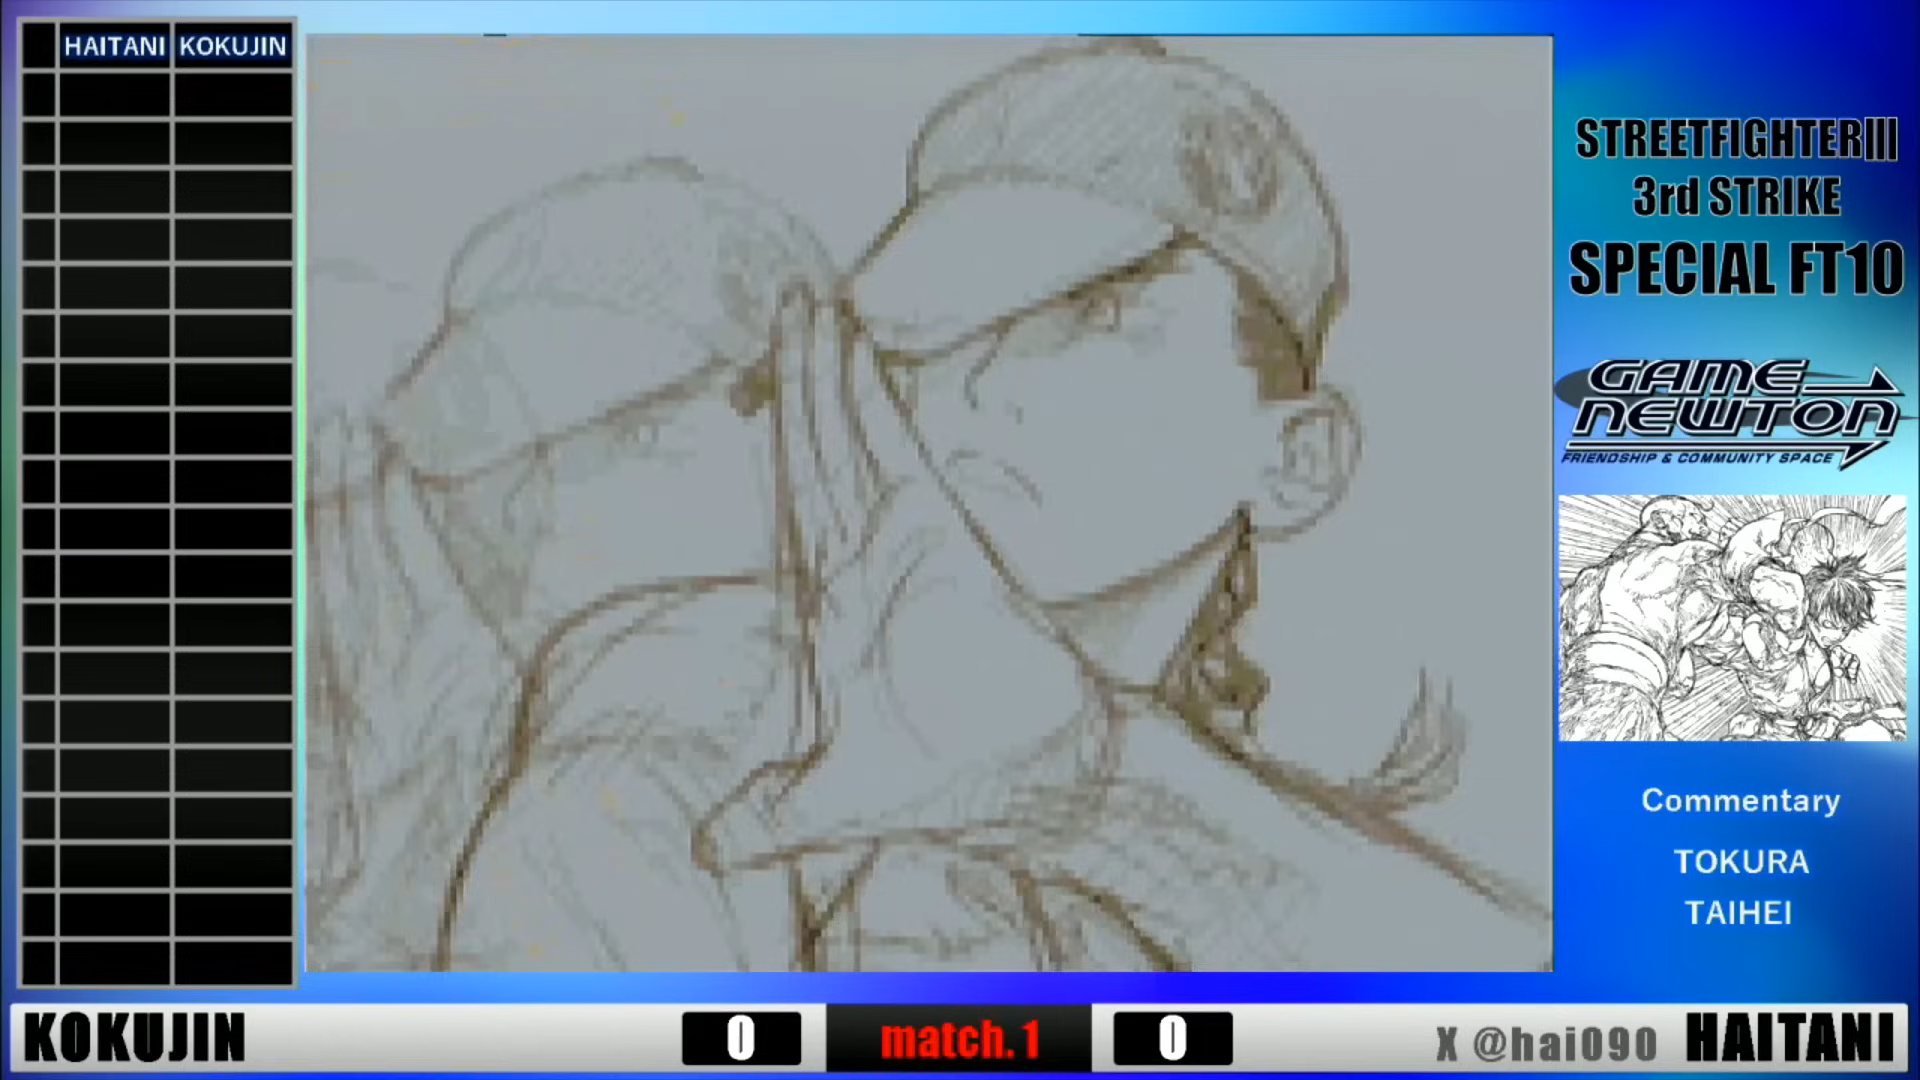 HAITANI KOKUJIN
STREETFIGHTERIII
3rd STRIKE
SPECIAL FT10
GAME
NEWTON
FRIENDSHIP & COMMUNITY SPACE
Commentary
TOKURA
TAIHEI
KOKUJIN 0 match.1 0 X @hai090 HAITANI